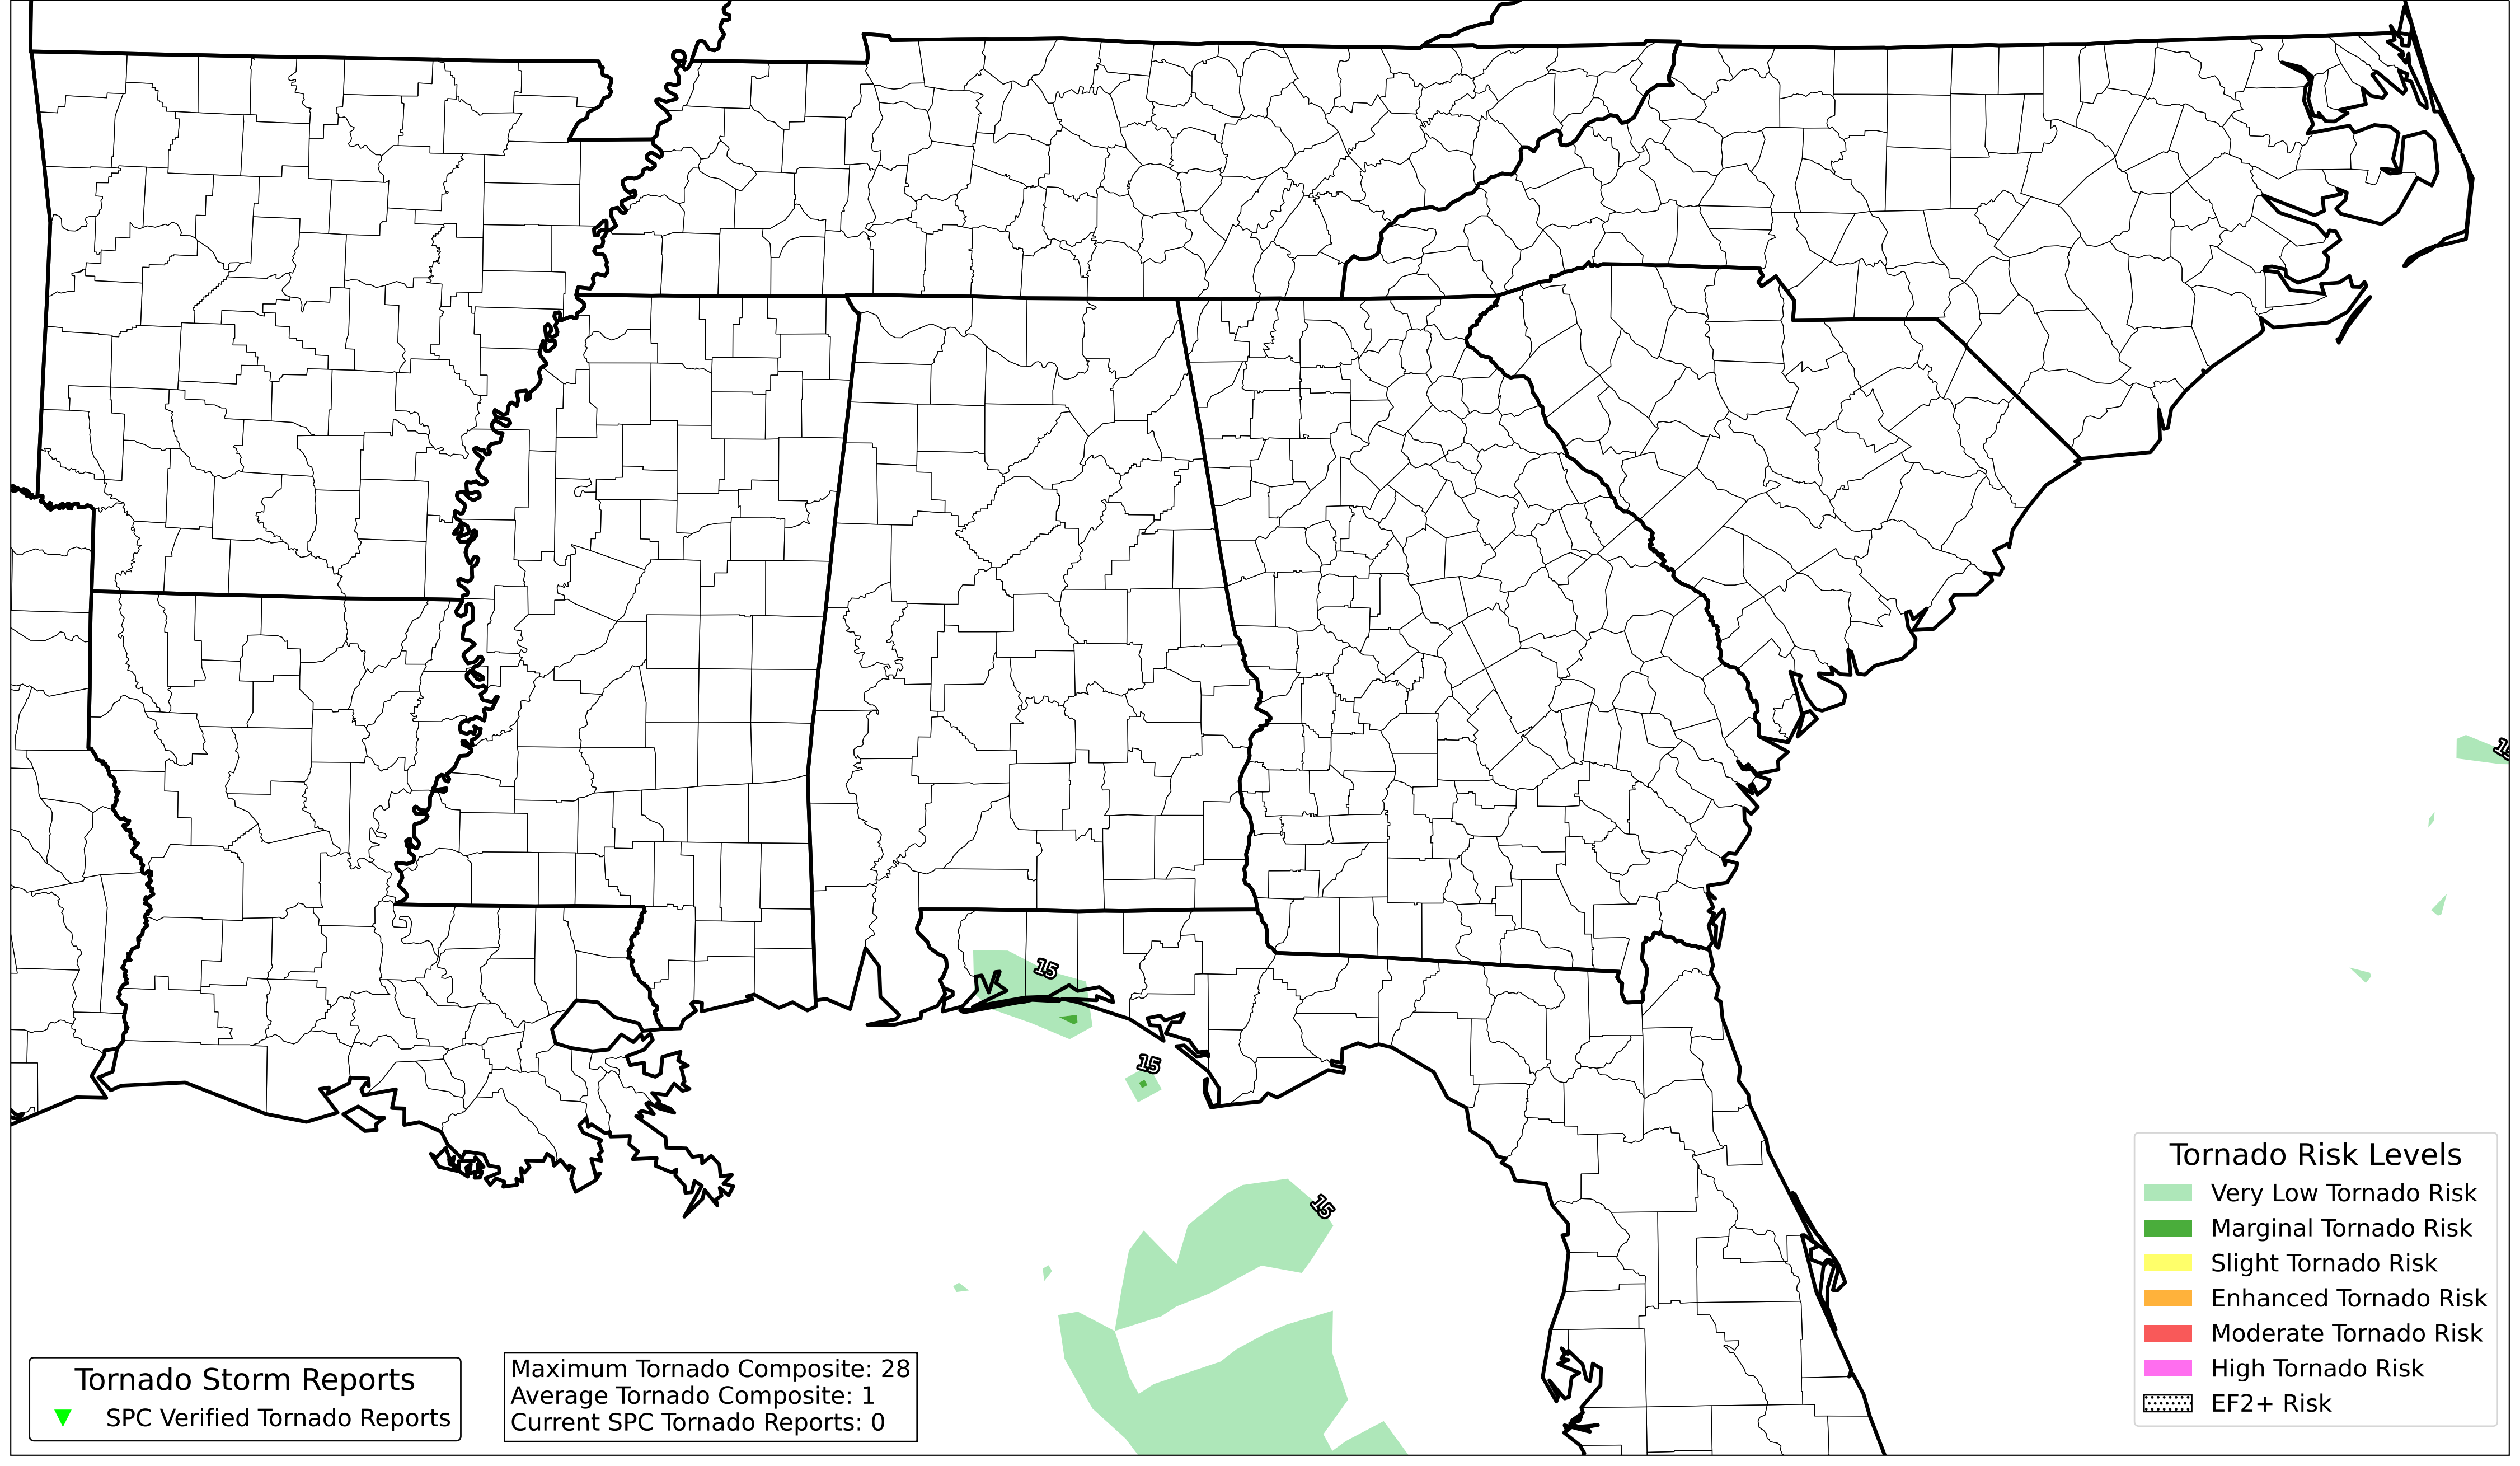 15
15
15
15
Tornado Risk Levels
Very Low Tornado Risk
Marginal Tornado Risk
Slight Tornado Risk
Enhanced Tornado Risk
Moderate Tornado Risk
High Tornado Risk
EF2+ Risk
Tornado Storm Reports
SPC Verified Tornado Reports
Maximum Tornado Composite: 28
Average Tornado Composite: 1
Current SPC Tornado Reports: 0